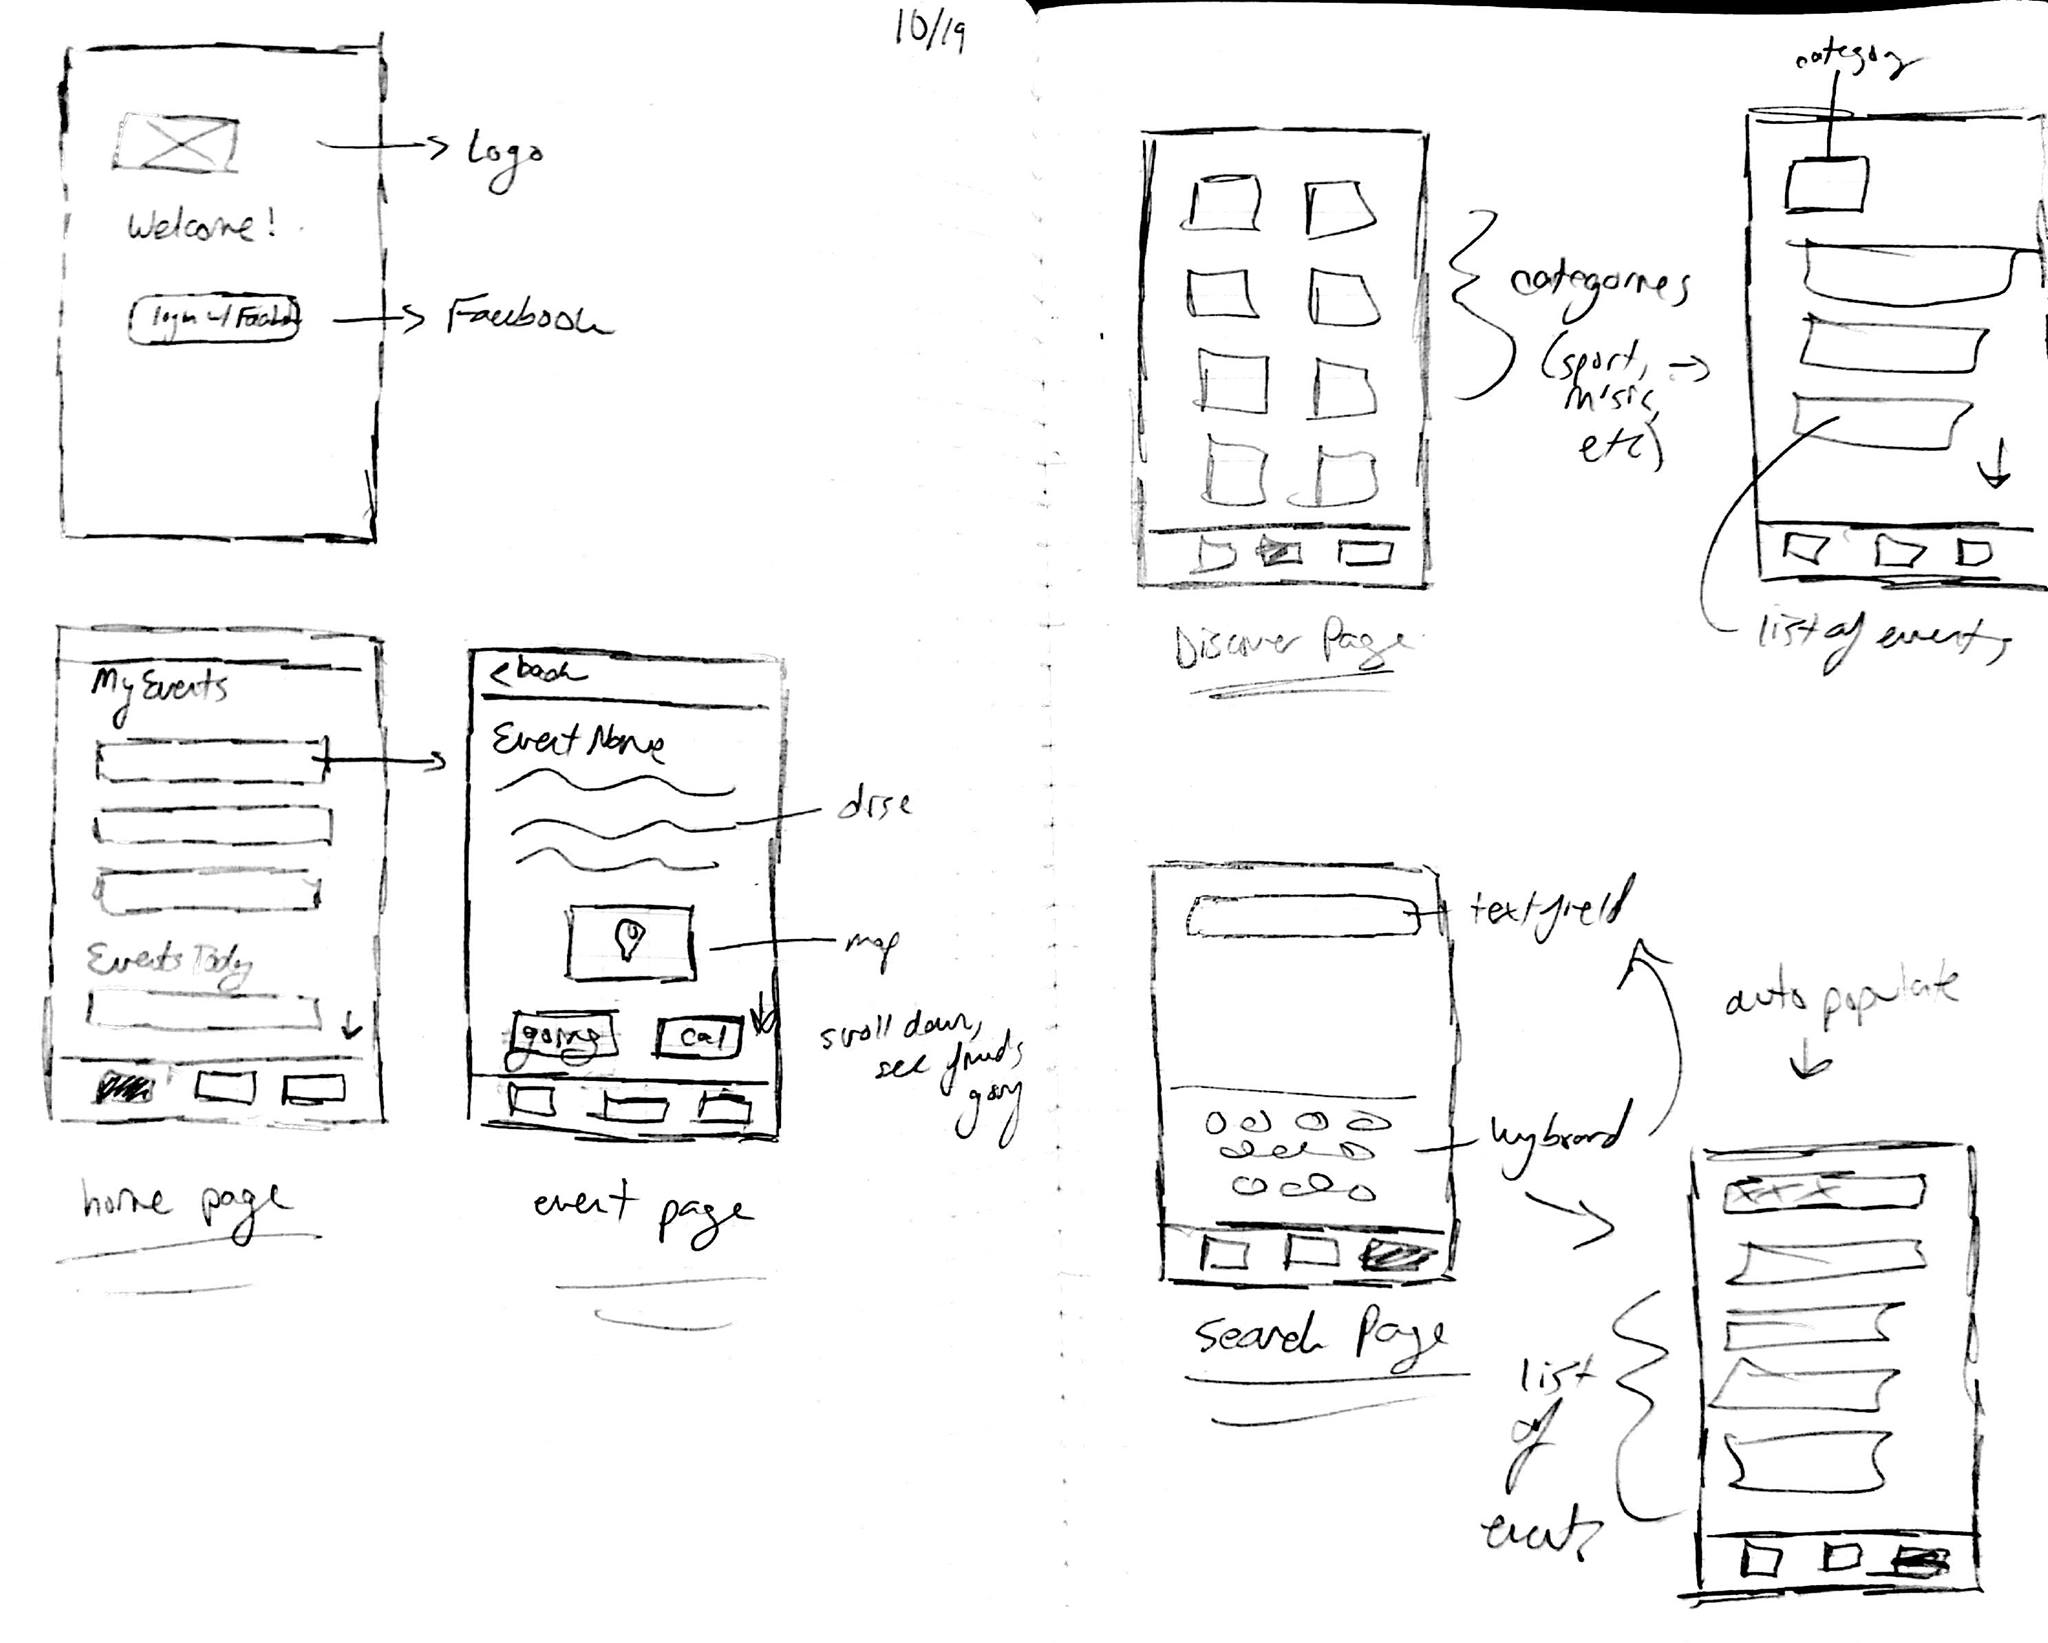 10/19
Logo
Welcome!
login w/ Facebook
Facebook
My Events
Events Today
home page
< back
Event Name
desc
map
going
cal
scroll down,
see friends
going
event page
categories
(sport, →
music,
etc)
Discover Page
category
list of events
textfield
keyboard
Search Page
auto populate
xxx
list
of
events